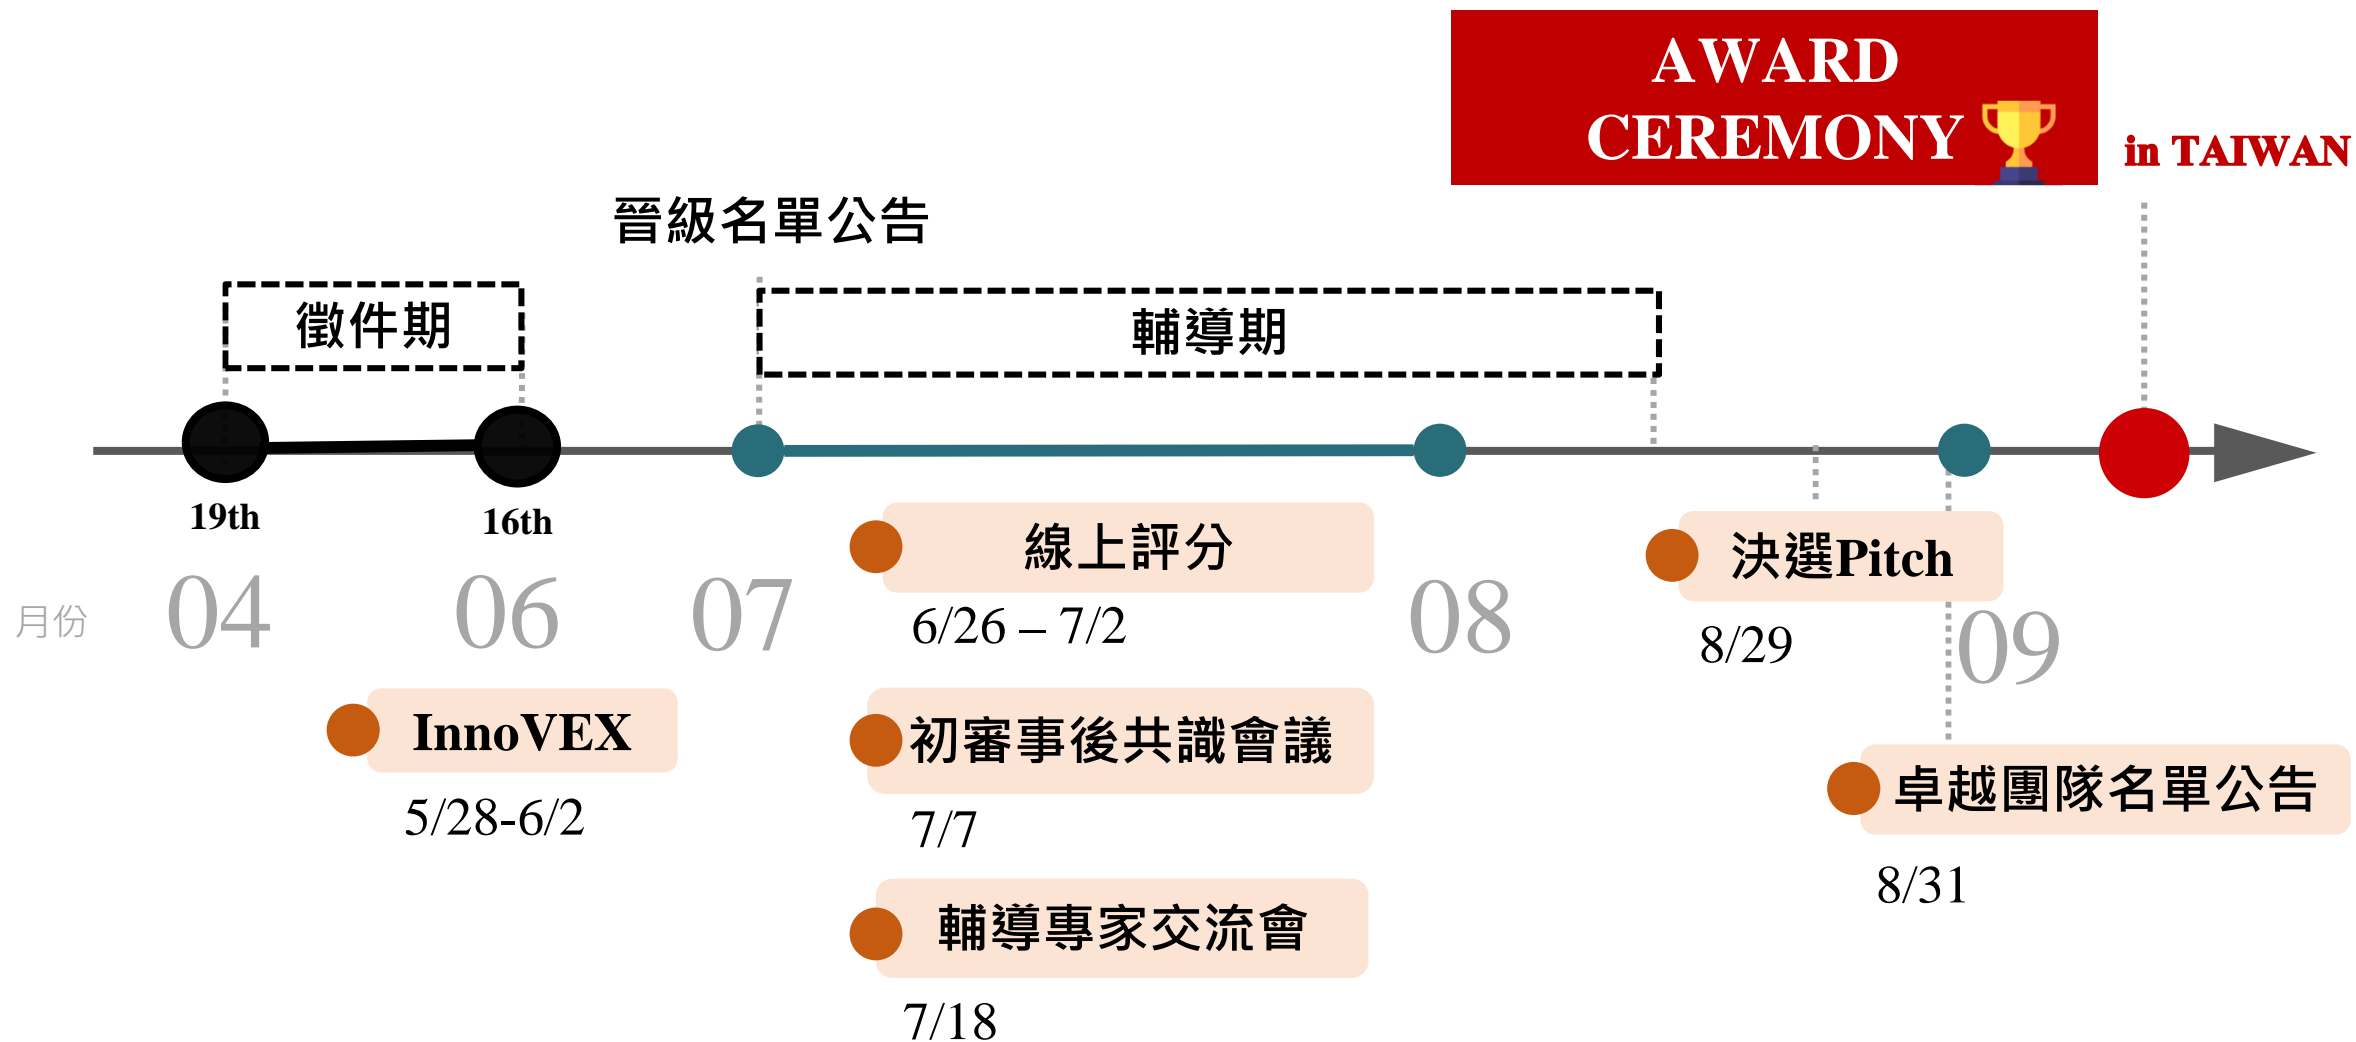 AWARD
CEREMONY
in TAIWAN
晉級名單公告
徵件期
輔導期
19th
16th
月份
04
06
07
08
09
線上評分
6/26 – 7/2
決選Pitch
8/29
InnoVEX
5/28-6/2
初審事後共識會議
7/7
卓越團隊名單公告
8/31
輔導專家交流會
7/18